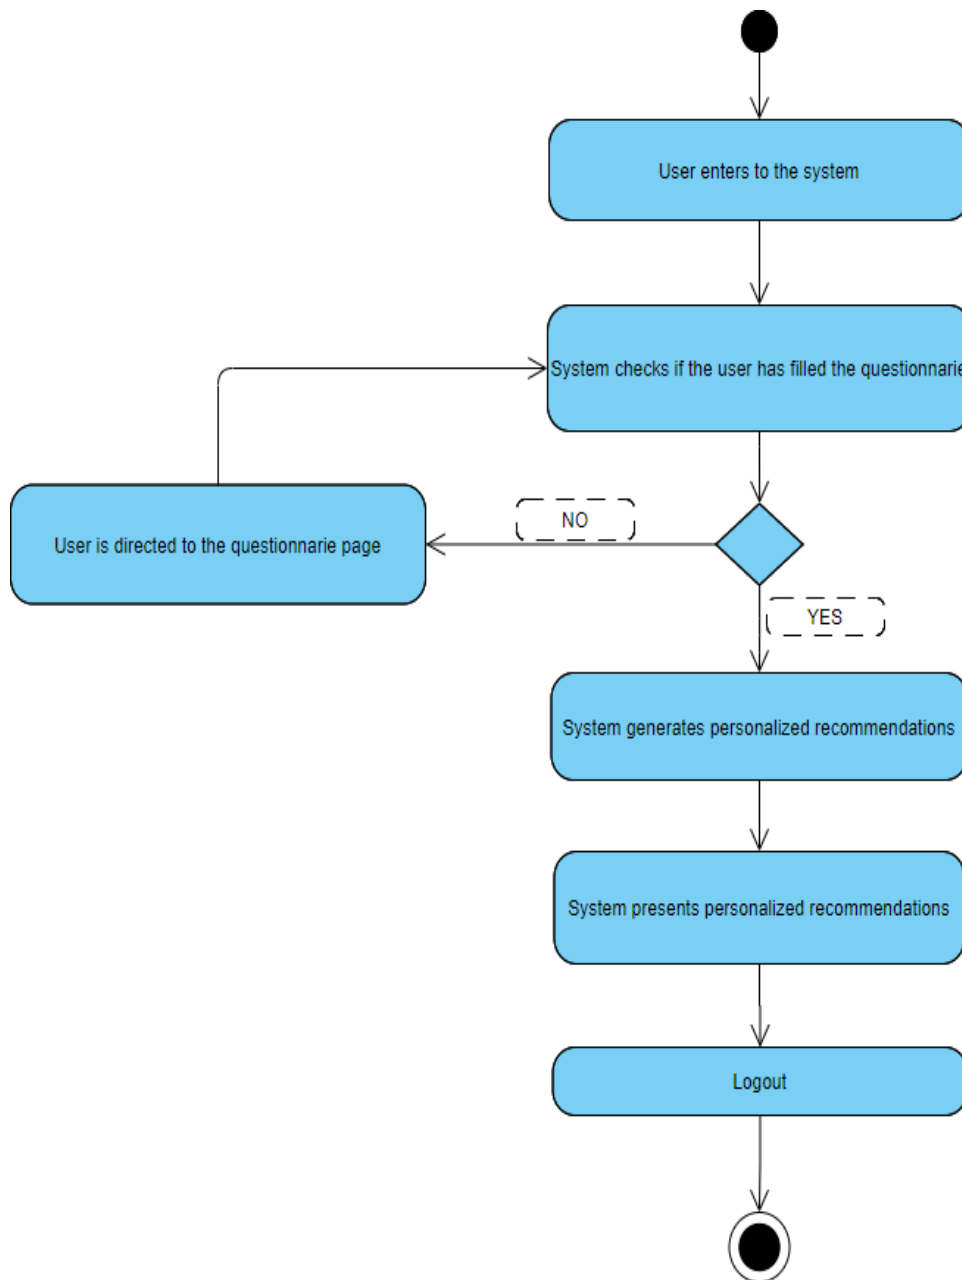 User enters to the system
System checks if the user has filled the questionnarie
NO
User is directed to the questionnarie page
YES
System generates personalized recommendations
System presents personalized recommendations
Logout